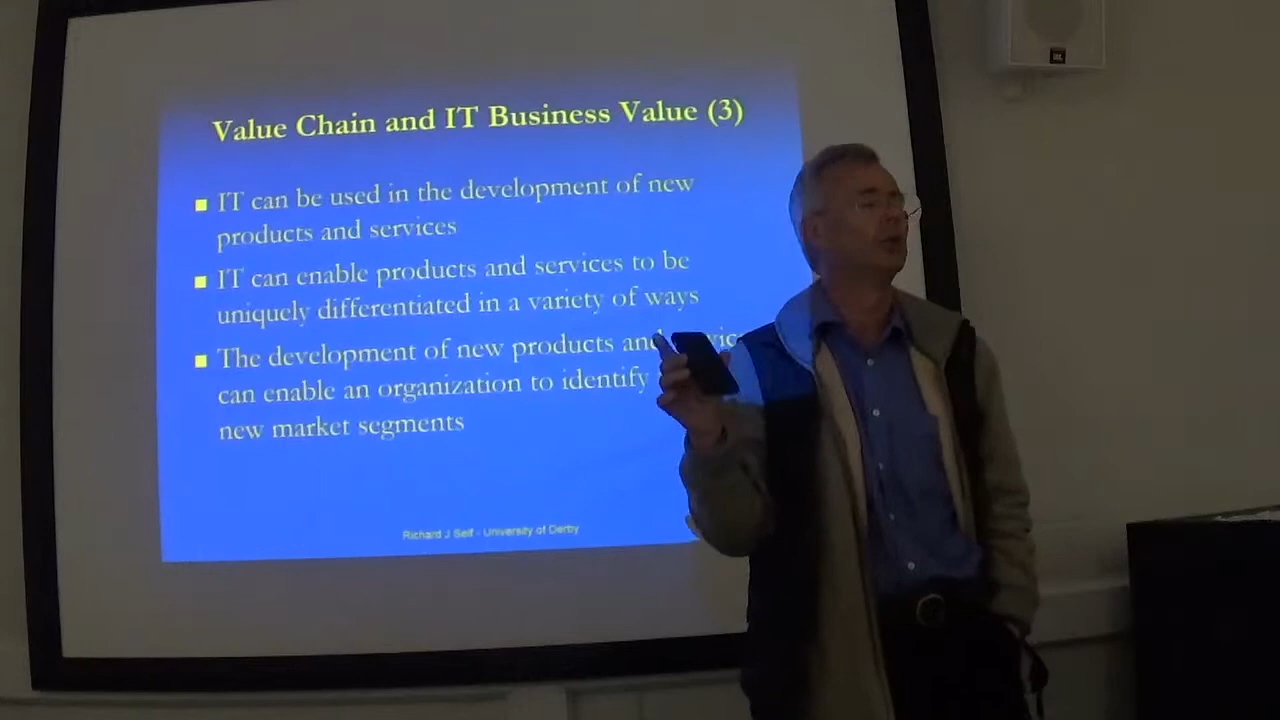 Value Chain and IT Business Value (3)
IT can be used in the development of new
products and services
IT can enable products and services to be
uniquely differentiated in a variety of ways
The development of new products and
can enable an organization to identify
new market segments
Richard J Self - University of Derby
JBL